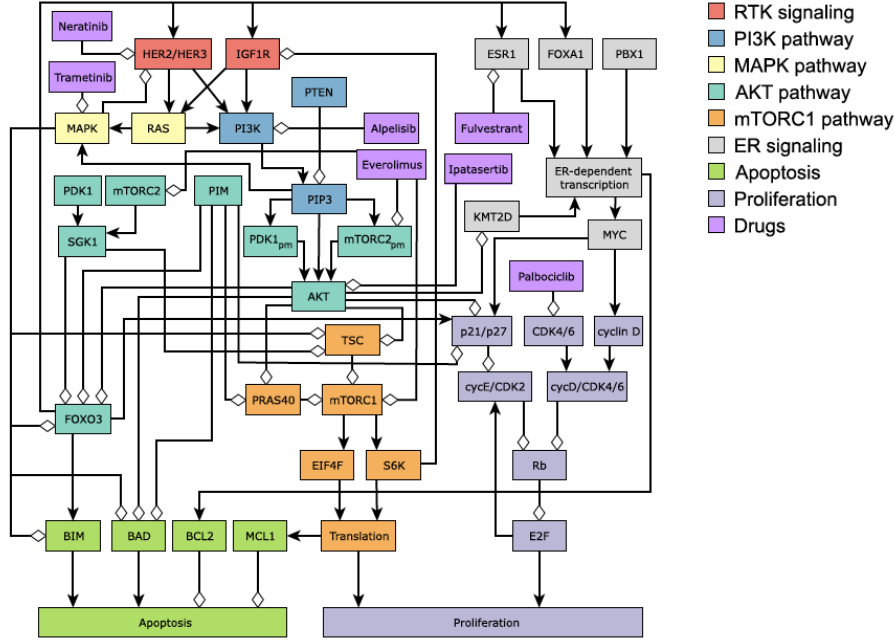 Neratinib
HER2/HER3
IGF1R
ESR1
FOXA1
PBX1
RTK signaling
PI3K pathway
MAPK pathway
AKT pathway
mTORC1 pathway
ER signaling
Apoptosis
Proliferation
Drugs
Trametinib
PTEN
MAPK
RAS
PI3K
Alpelisib
Fulvestrant
Everolimus
Ipatasertib
ER-dependent
transcription
PDK1
mTORC2
PIM
PIP3
KMT2D
SGK1
PDK1pm
mTORC2pm
MYC
Palbociclib
AKT
TSC
p21/p27
CDK4/6
cyclin D
PRAS40
mTORC1
cycE/CDK2
cycD/CDK4/6
FOXO3
EIF4F
S6K
Rb
BIM
BAD
BCL2
MCL1
Translation
E2F
Apoptosis
Proliferation